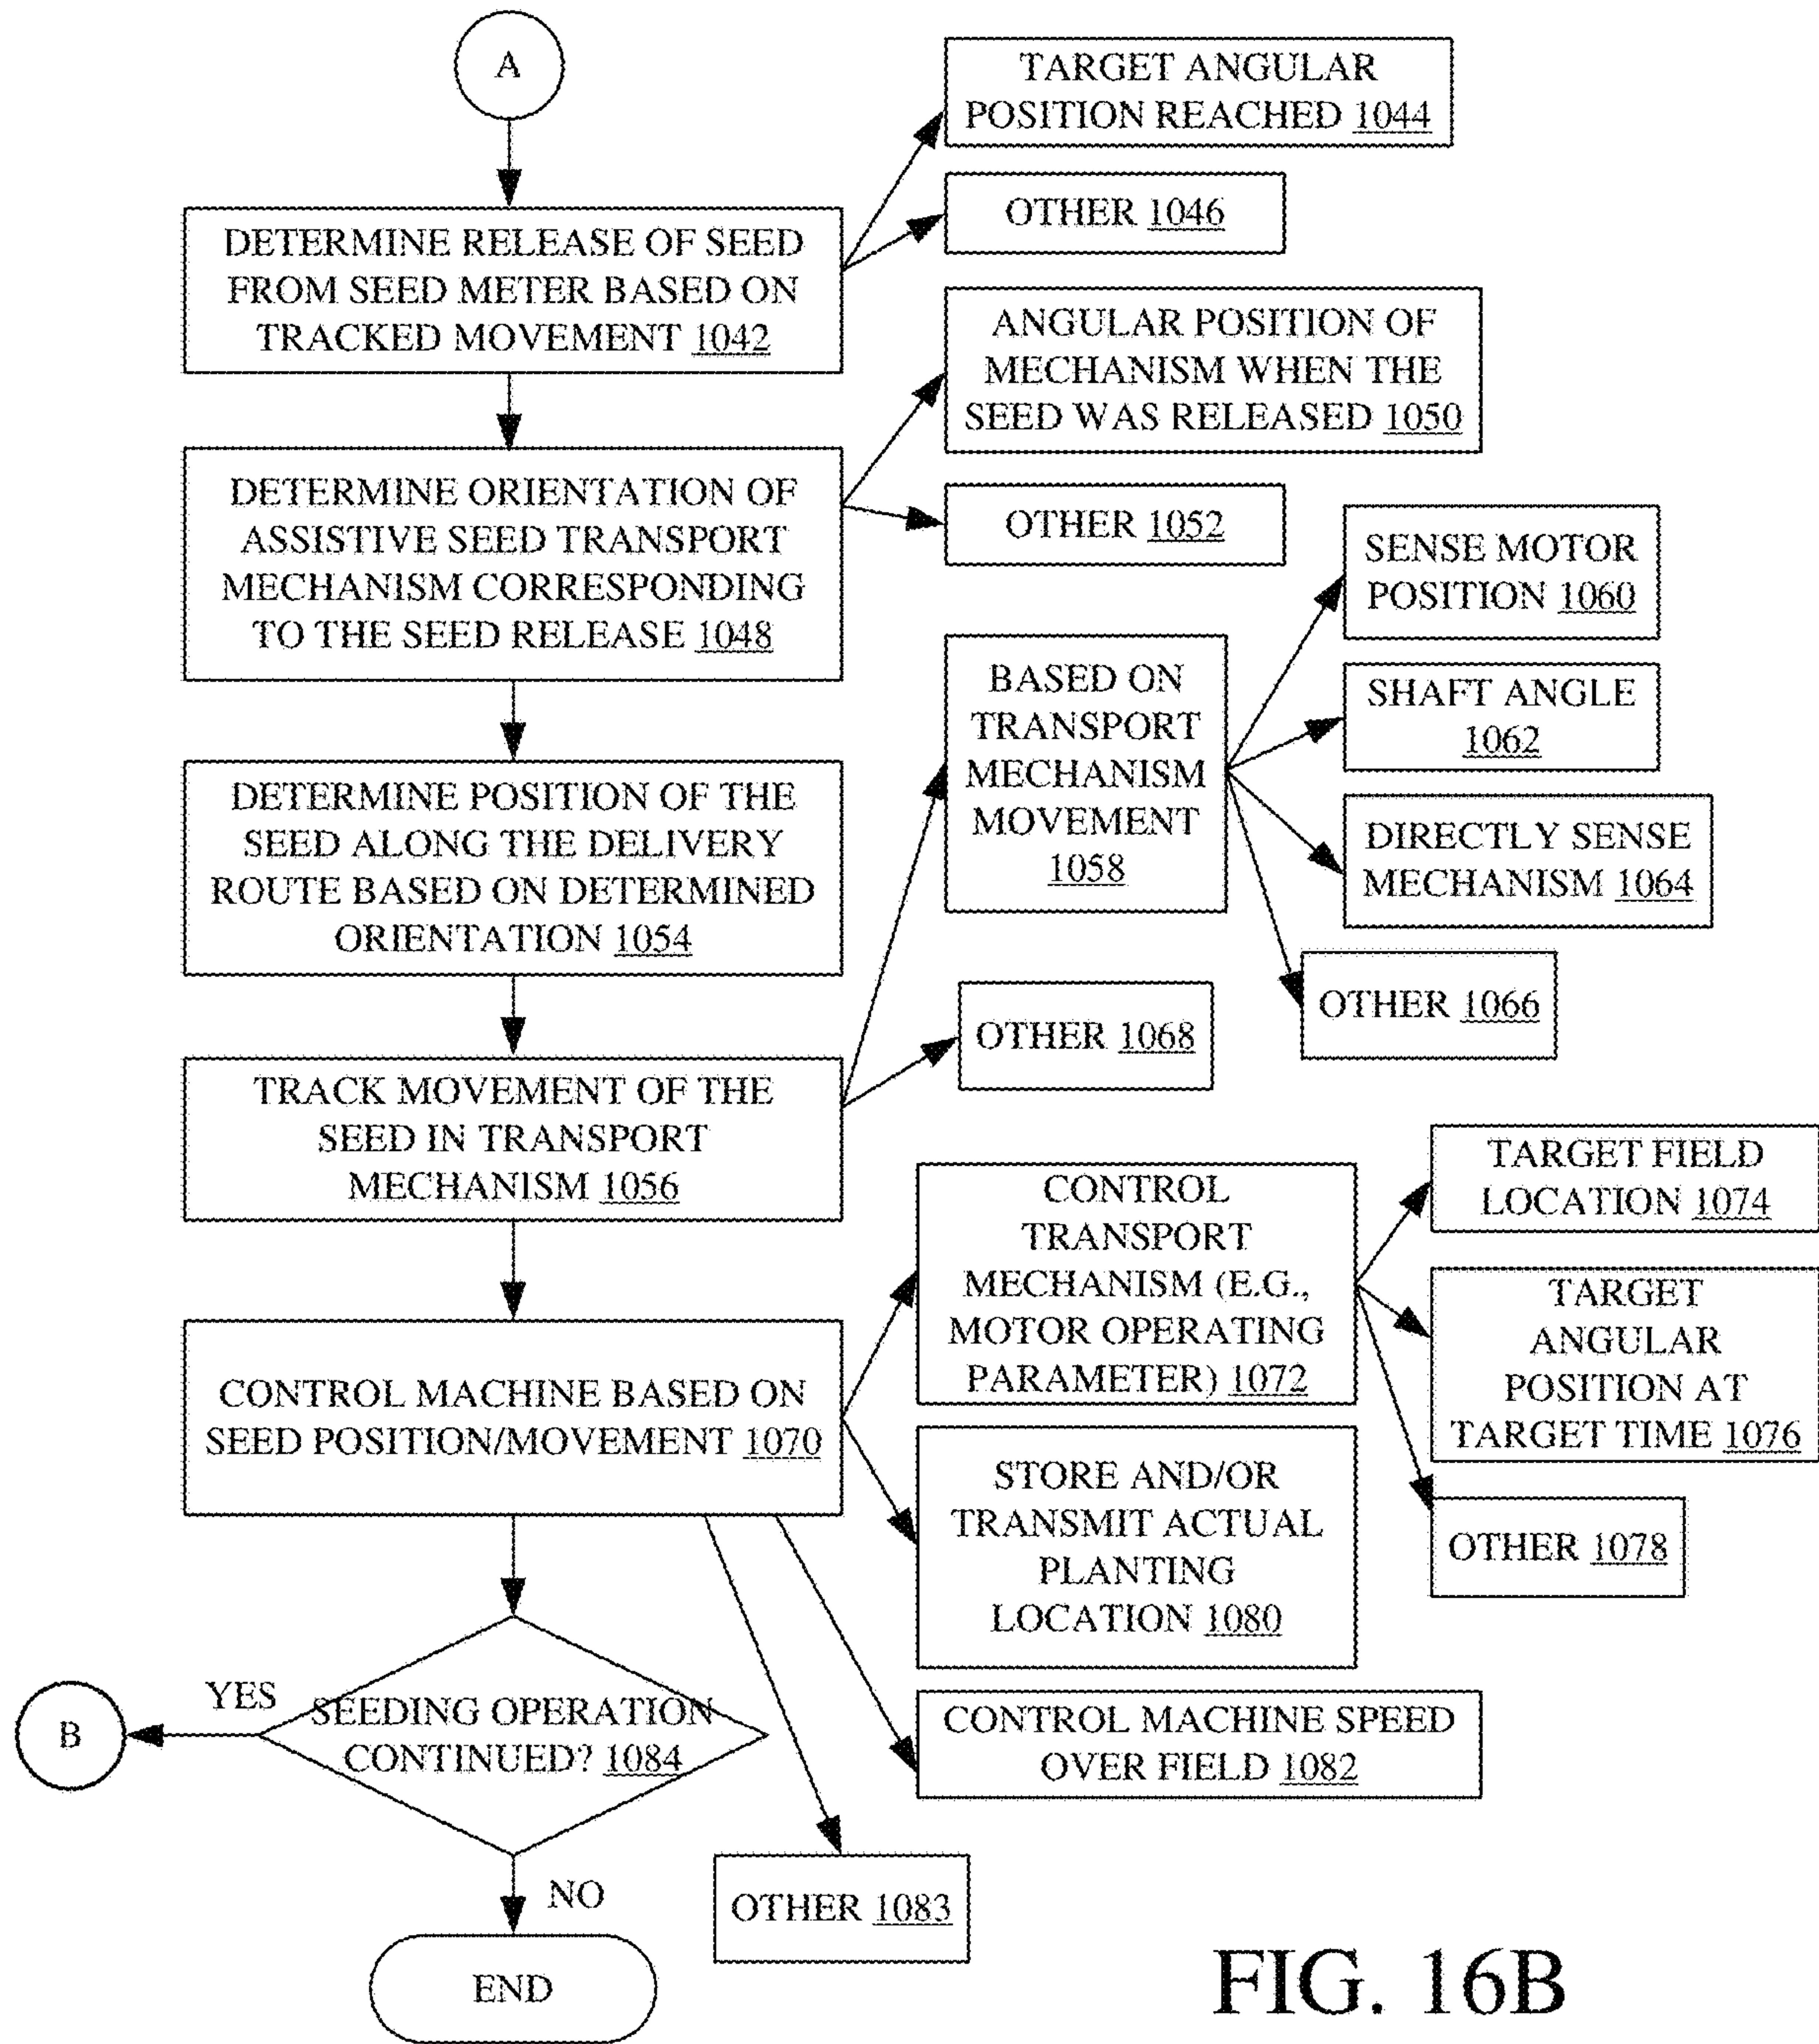 A
TARGET ANGULAR
POSITION REACHED 1044
OTHER 1046
DETERMINE RELEASE OF SEED
FROM SEED METER BASED ON
TRACKED MOVEMENT 1042
ANGULAR POSITION OF
MECHANISM WHEN THE
SEED WAS RELEASED 1050
OTHER 1052
DETERMINE ORIENTATION OF
ASSISTIVE SEED TRANSPORT
MECHANISM CORRESPONDING
TO THE SEED RELEASE 1048
SENSE MOTOR
POSITION 1060
BASED ON
TRANSPORT
MECHANISM
MOVEMENT
1058
SHAFT ANGLE
1062
DIRECTLY SENSE
MECHANISM 1064
OTHER 1066
DETERMINE POSITION OF THE
SEED ALONG THE DELIVERY
ROUTE BASED ON DETERMINED
ORIENTATION 1054
OTHER 1068
TRACK MOVEMENT OF THE
SEED IN TRANSPORT
MECHANISM 1056
CONTROL
TRANSPORT
MECHANISM (E.G.,
MOTOR OPERATING
PARAMETER) 1072
TARGET FIELD
LOCATION 1074
TARGET
ANGULAR
POSITION AT
TARGET TIME 1076
OTHER 1078
CONTROL MACHINE BASED ON
SEED POSITION/MOVEMENT 1070
STORE AND/OR
TRANSMIT ACTUAL
PLANTING
LOCATION 1080
CONTROL MACHINE SPEED
OVER FIELD 1082
YES
B
SEEDING OPERATION
CONTINUED? 1084
NO
OTHER 1083
END
FIG. 16B